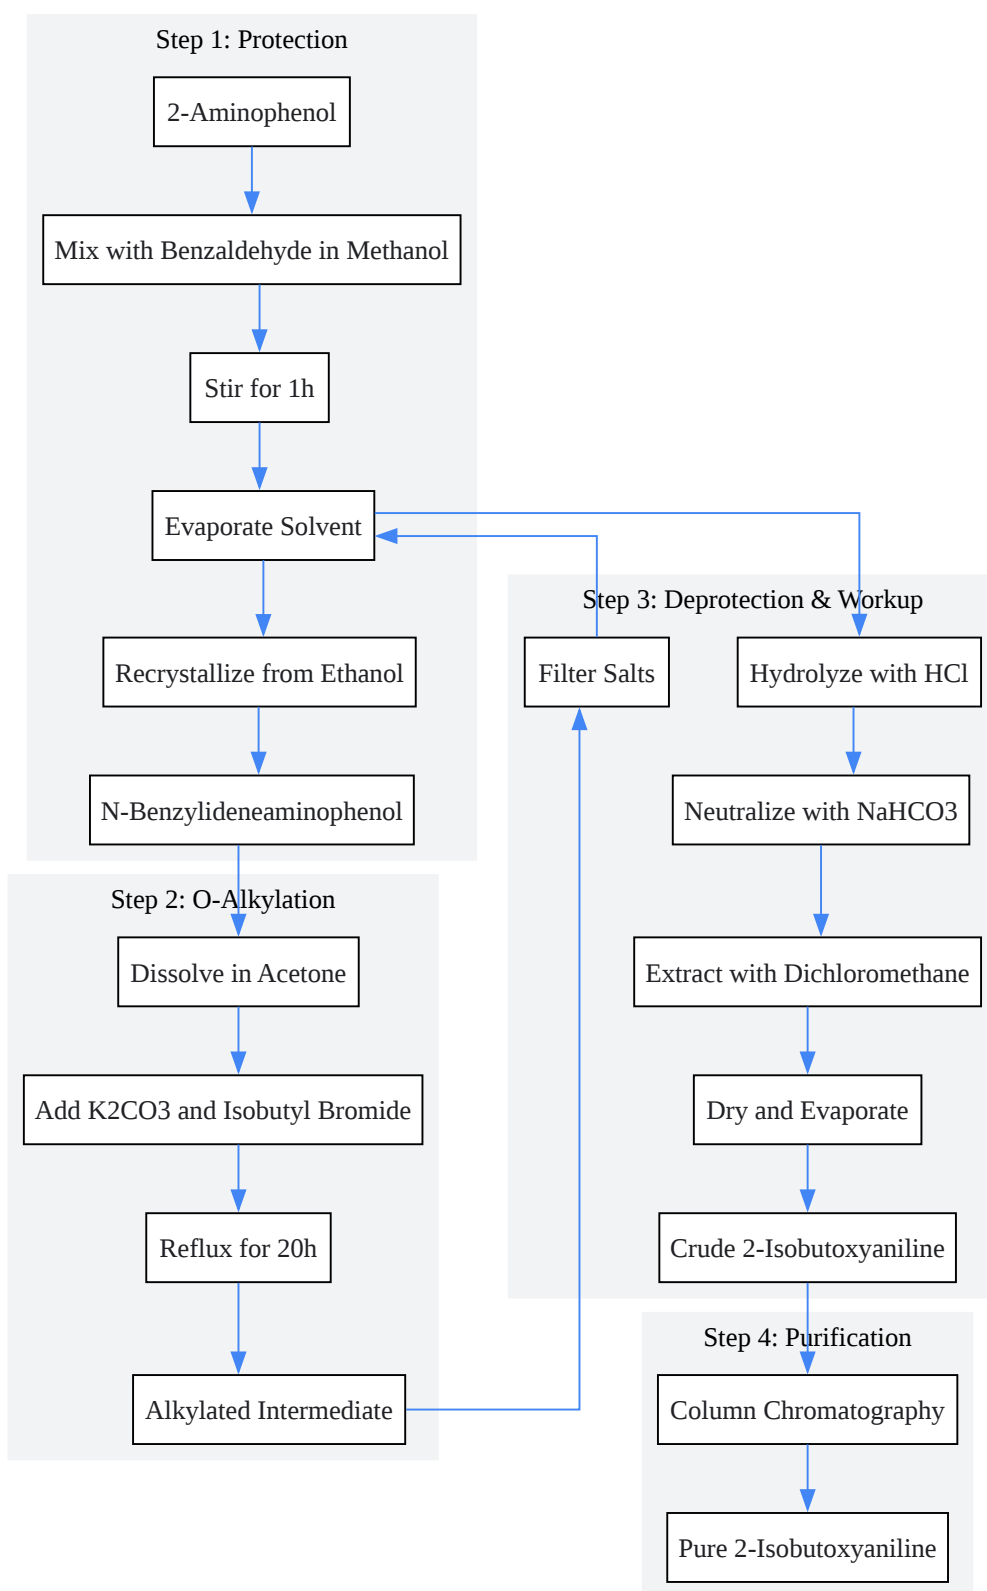 Step 1: Protection
2-Aminophenol
Mix with Benzaldehyde in Methanol
Stir for 1h
Evaporate Solvent
Recrystallize from Ethanol
N-Benzylideneaminophenol
Step 2: O-Alkylation
Dissolve in Acetone
Add K2CO3 and Isobutyl Bromide
Reflux for 20h
Alkylated Intermediate
Step 3: Deprotection & Workup
Filter Salts
Hydrolyze with HCl
Neutralize with NaHCO3
Extract with Dichloromethane
Dry and Evaporate
Crude 2-Isobutoxyaniline
Step 4: Purification
Column Chromatography
Pure 2-Isobutoxyaniline